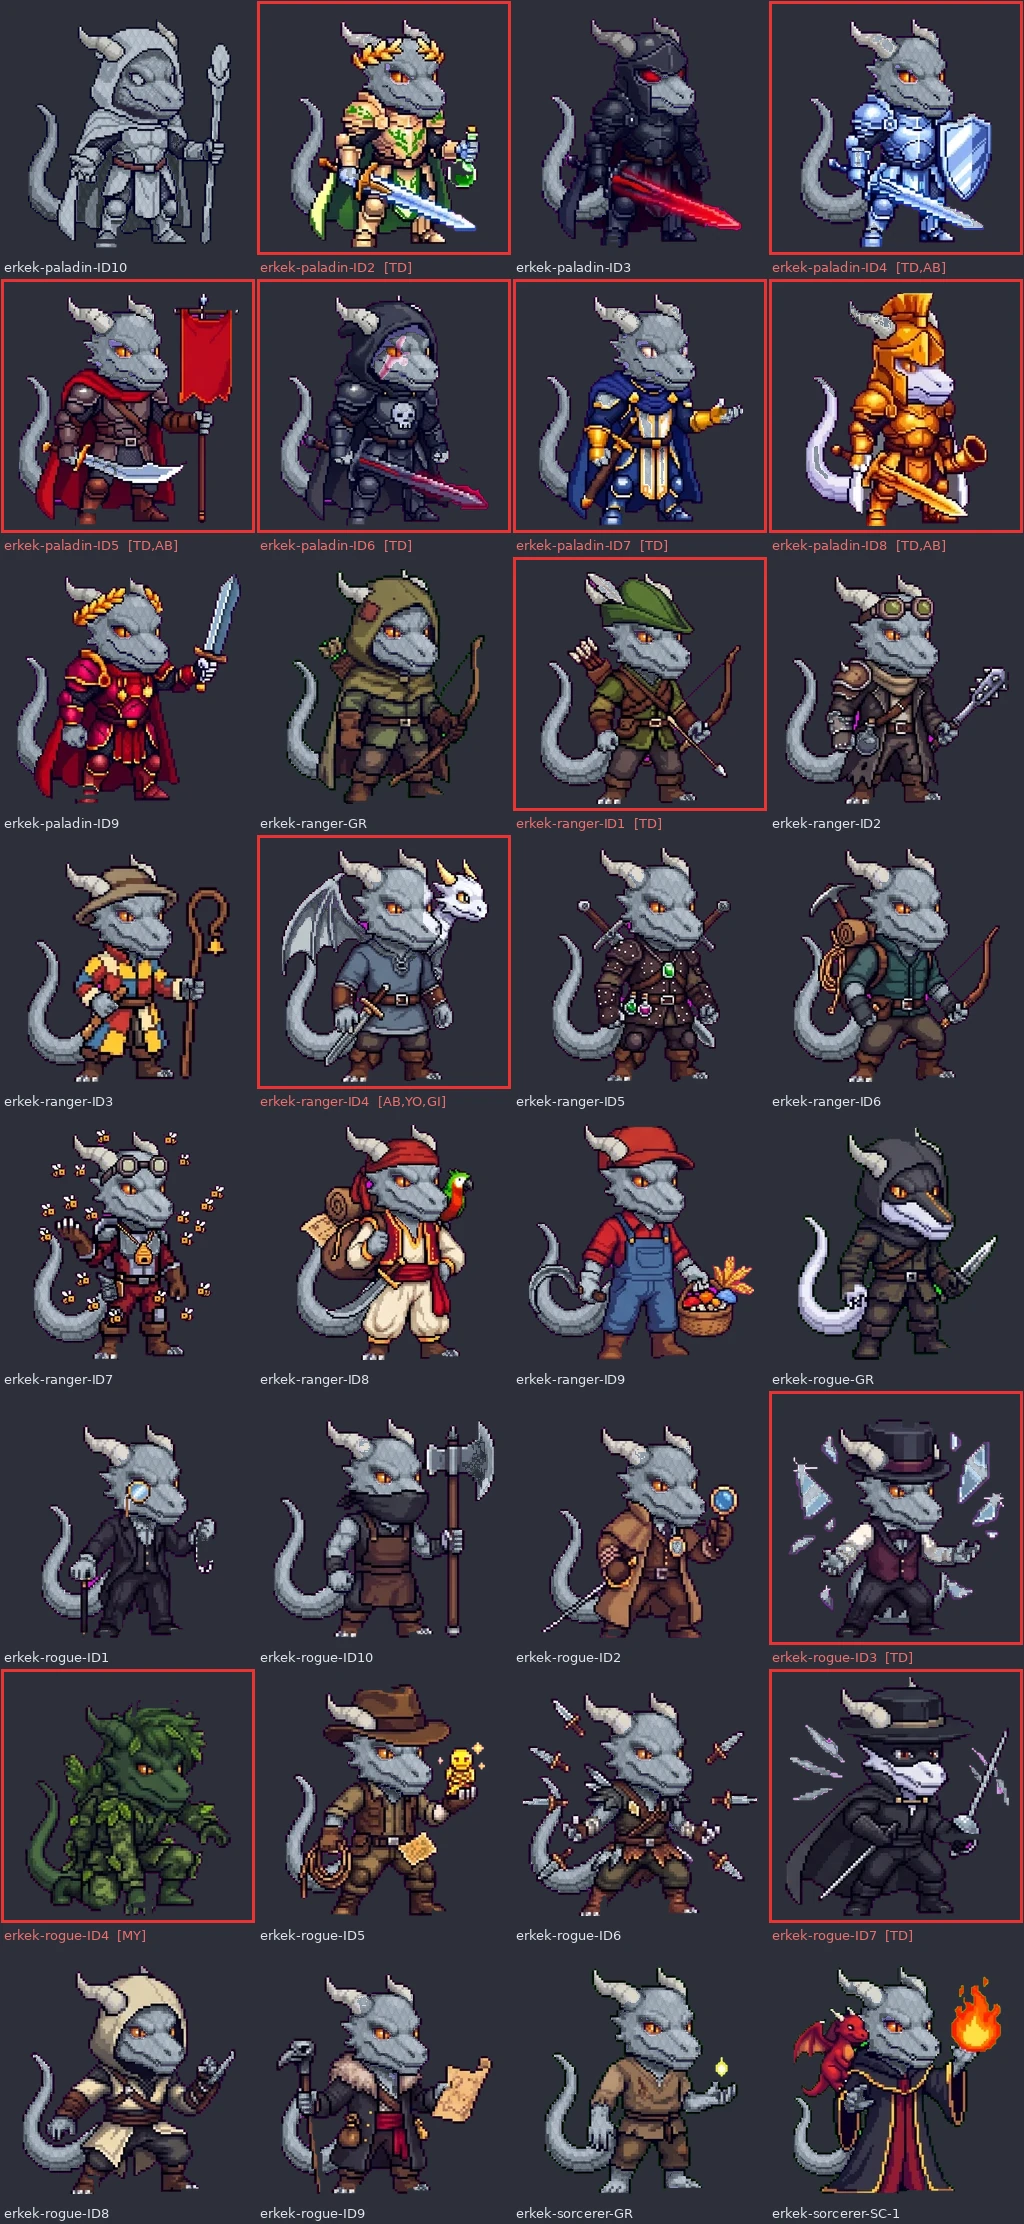 erkek-paladin-ID10
erkek-paladin-ID2 [TD]
erkek-paladin-ID3
erkek-paladin-ID4 [TD,AB]
erkek-paladin-ID5 [TD,AB]
erkek-paladin-ID6 [TD]
erkek-paladin-ID7 [TD]
erkek-paladin-ID8 [TD,AB]
erkek-paladin-ID9
erkek-ranger-GR
erkek-ranger-ID1 [TD]
erkek-ranger-ID2
erkek-ranger-ID3
erkek-ranger-ID4 [AB,YO,GI]
erkek-ranger-ID5
erkek-ranger-ID6
erkek-ranger-ID7
erkek-ranger-ID8
erkek-ranger-ID9
erkek-rogue-GR
erkek-rogue-ID1
erkek-rogue-ID10
erkek-rogue-ID2
erkek-rogue-ID3 [TD]
erkek-rogue-ID4 [MY]
erkek-rogue-ID5
erkek-rogue-ID6
erkek-rogue-ID7 [TD]
erkek-rogue-ID8
erkek-rogue-ID9
erkek-sorcerer-GR
erkek-sorcerer-SC-1